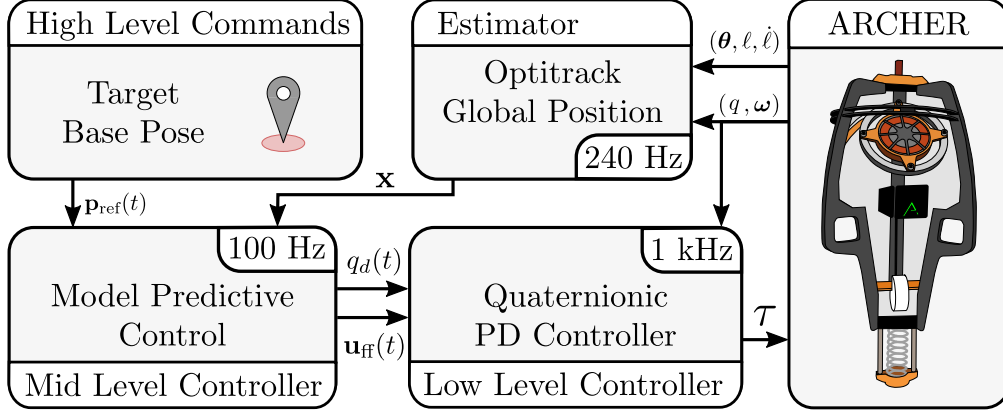 High Level Commands
Target
Base Pose
Estimator
Optitrack
Global Position
240 Hz
(θ, ℓ, ℓ̇)
(q, ω)
ARCHER
p_ref(t)
x
100 Hz
Model Predictive
Control
Mid Level Controller
q_d(t)
u_ff(t)
1 kHz
Quaternionic
PD Controller
Low Level Controller
τ